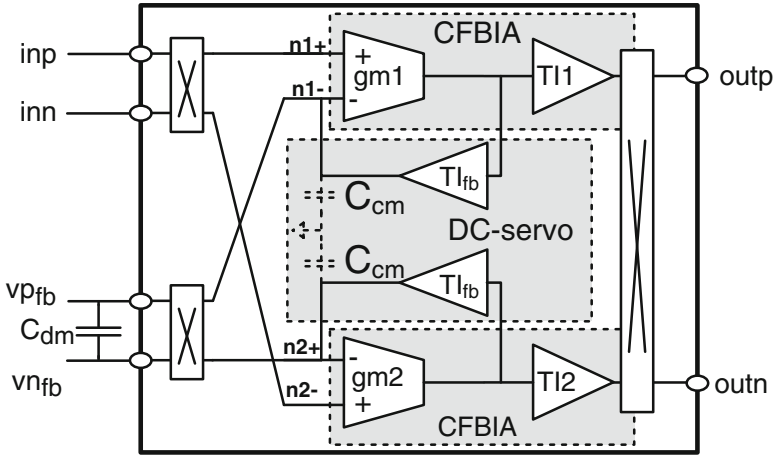 CFBIA
inp
n1+
+
gm1
TI1
outp
n1-
-
inn
TIfb
Ccm
DC-servo
Ccm
TIfb
vpfb
Cdm
vnfb
n2+
-
gm2
TI2
outn
n2-
+
CFBIA